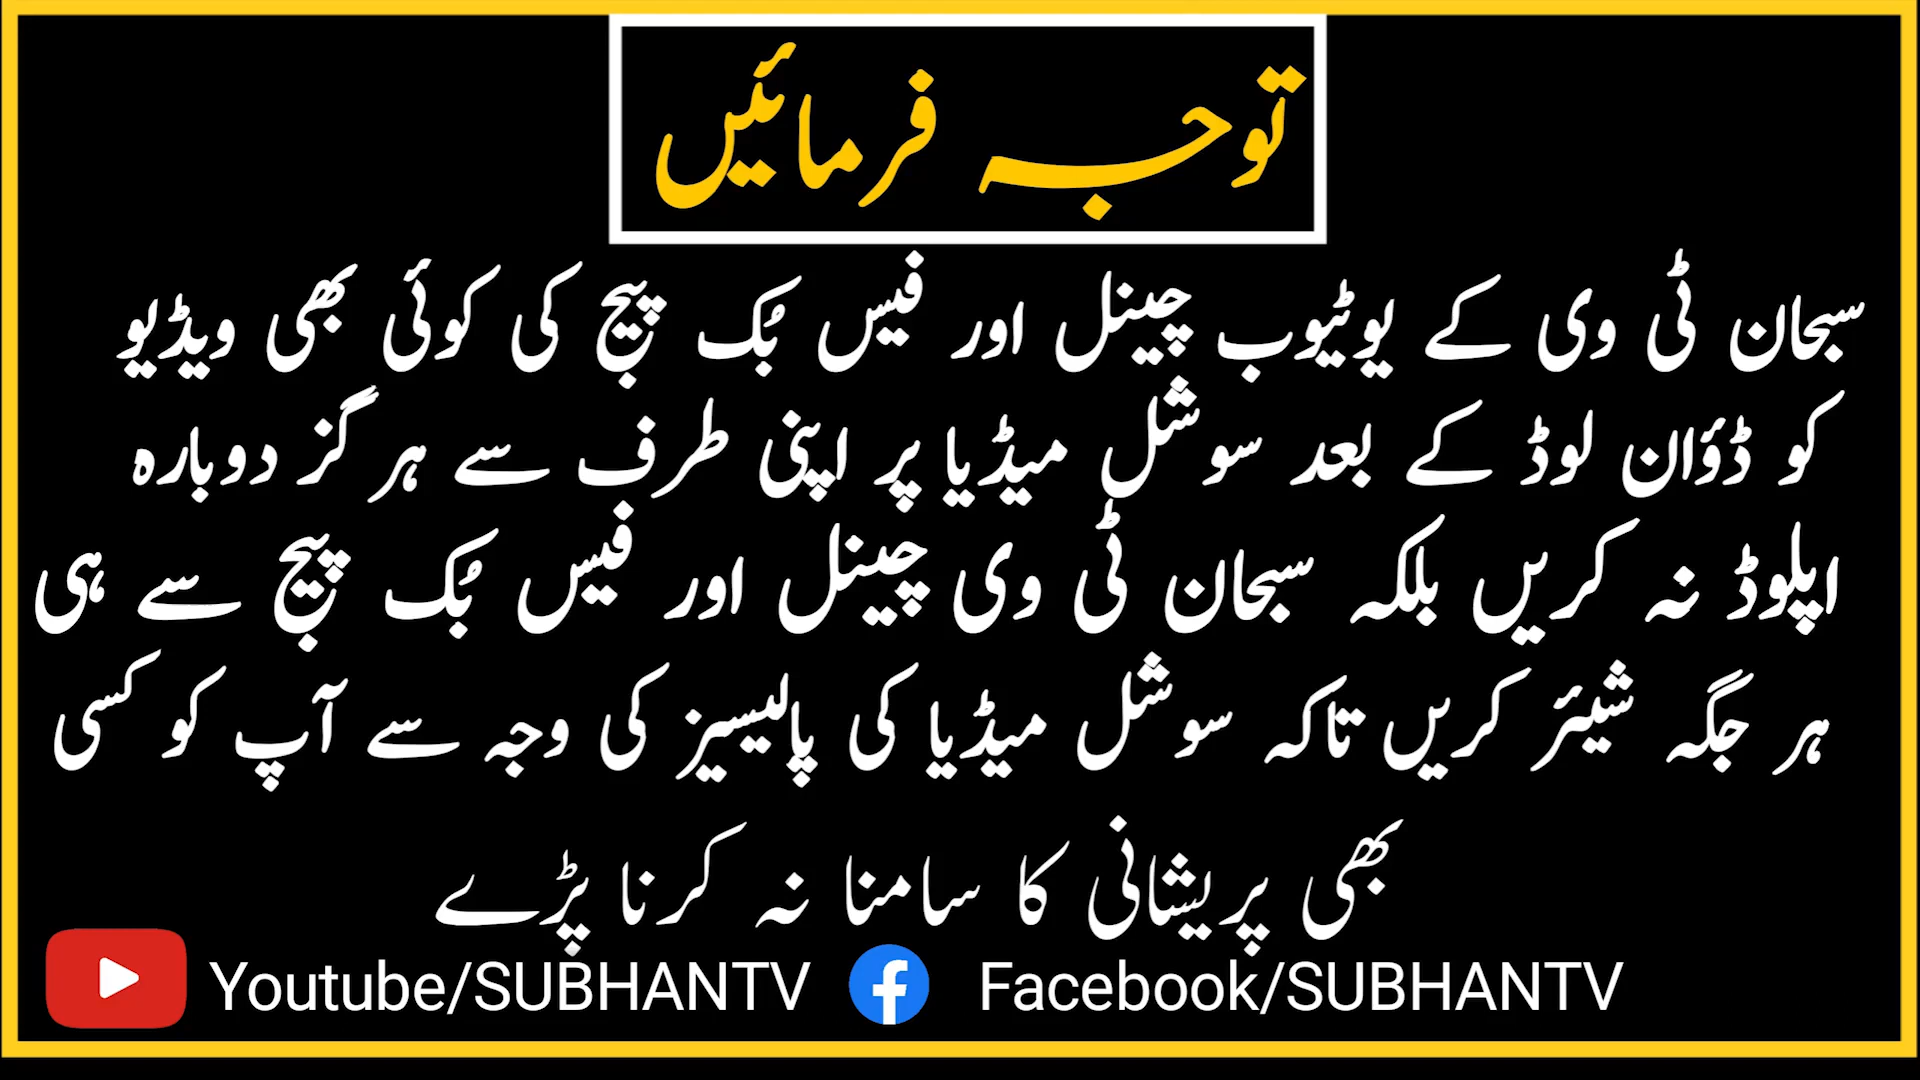 توجہ فرمائیں
سبحان ٹی وی کے یوٹیوب چینل اور فیس بُک پیج کی کوئی بھی ویڈیو
کو ڈؤان لوڈ کے بعد سوشل میڈیا پر اپنی طرف سے ہرگز دوبارہ
اپلوڈ نہ کریں بلکہ سبحان ٹی وی چینل اور فیس بُک پیج سے ہی
ہر جگہ شیئر کریں تاکہ سوشل میڈیا کی پالیسیز کی وجہ سے آپ کو کسی
بھی پریشانی کا سامنا نہ کرنا پڑے
Youtube/SUBHANTV Facebook/SUBHANTV